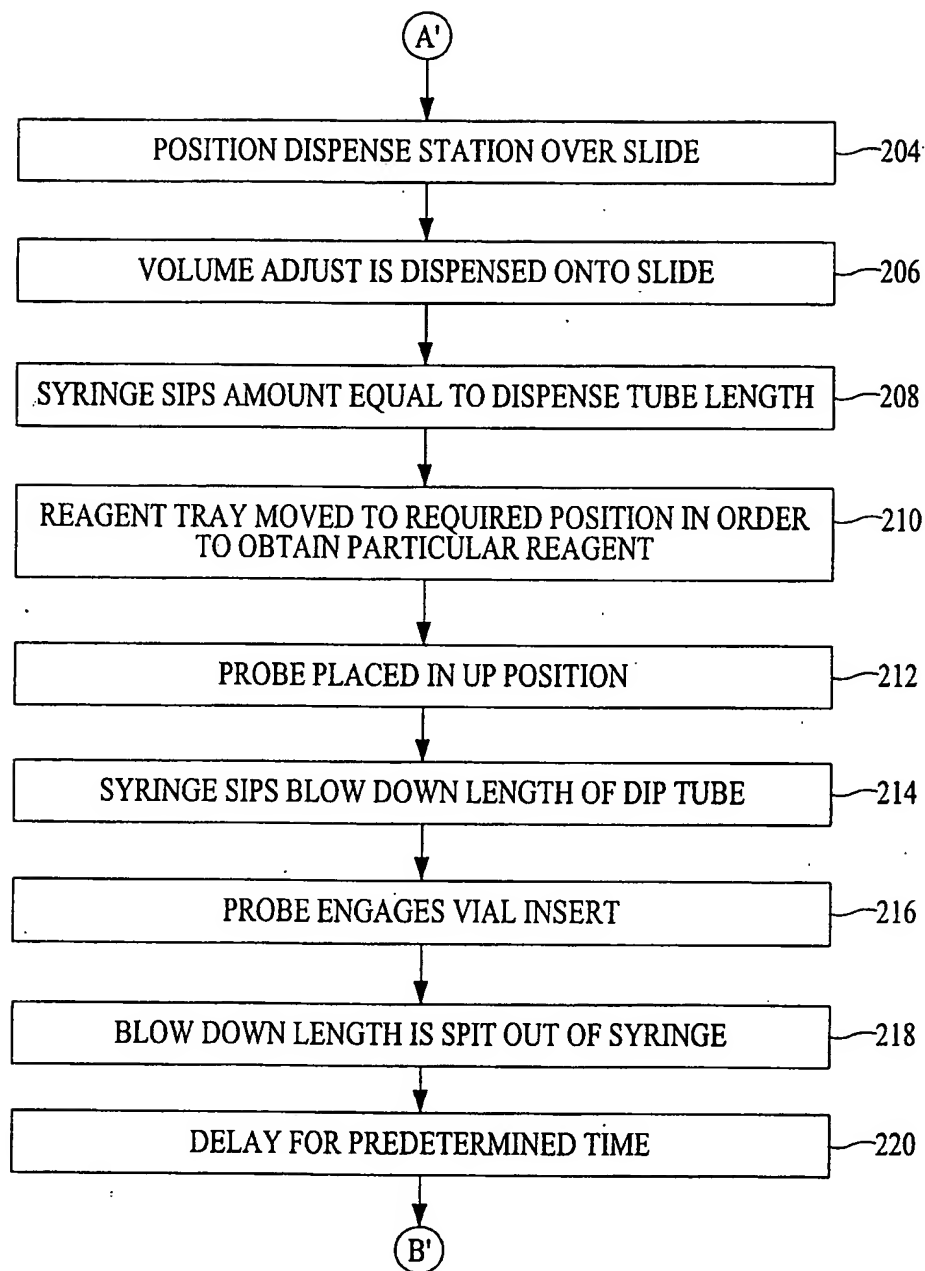 A'
POSITION DISPENSE STATION OVER SLIDE
204
VOLUME ADJUST IS DISPENSED ONTO SLIDE
206
SYRINGE SIPS AMOUNT EQUAL TO DISPENSE TUBE LENGTH
208
REAGENT TRAY MOVED TO REQUIRED POSITION IN ORDER
TO OBTAIN PARTICULAR REAGENT
210
PROBE PLACED IN UP POSITION
212
SYRINGE SIPS BLOW DOWN LENGTH OF DIP TUBE
214
PROBE ENGAGES VIAL INSERT
216
BLOW DOWN LENGTH IS SPIT OUT OF SYRINGE
218
DELAY FOR PREDETERMINED TIME
220
B'